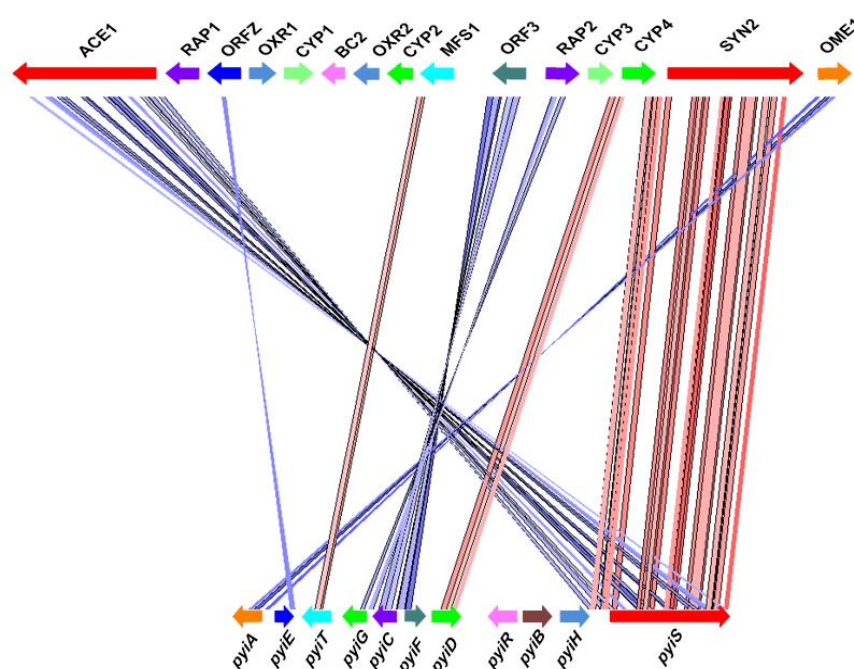 ACE1 RAP1 ORFZ OXR1 CYP1 BC2 OXR2 CYP2 MFS1 ORF3 RAP2 CYP3 CYP4 SYN2 OME1
pyiA pyiE pyiT pyiG pyiC pyiF pyiD pyiR pyiB pyiH pyiS